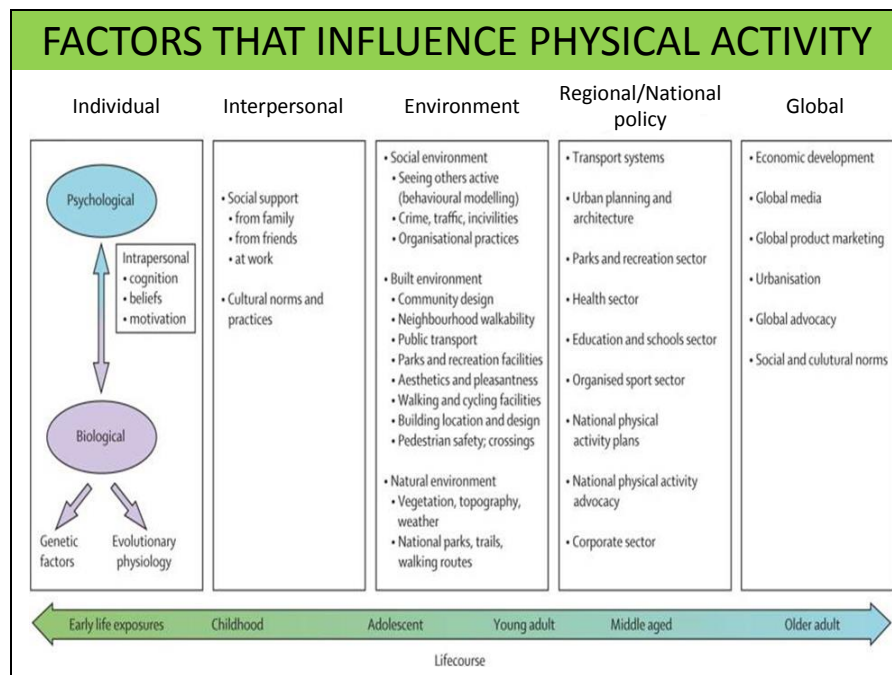 FACTORS THAT INFLUENCE PHYSICAL ACTIVITY
Individual
Psychological
Intrapersonal
• cognition
• beliefs
• motivation
Biological
Genetic
factors
Evolutionary
physiology
Interpersonal
• Social support
• from family
• from friends
• at work
• Cultural norms and
practices
Environment
• Social environment
• Seeing others active
(behavioural modelling)
• Crime, traffic, incivilities
• Organisational practices
• Built environment
• Community design
• Neighbourhood walkability
• Public transport
• Parks and recreation facilities
• Aesthetics and pleasantness
• Walking and cycling facilities
• Building location and design
• Pedestrian safety; crossings
• Natural environment
• Vegetation, topography,
weather
• National parks, trails,
walking routes
Regional/National
policy
• Transport systems
• Urban planning and
architecture
• Parks and recreation sector
• Health sector
• Education and schools sector
• Organised sport sector
• National physical
activity plans
• National physical activity
advocacy
• Corporate sector
Global
• Economic development
• Global media
• Global product marketing
• Urbanisation
• Global advocacy
• Social and culutural norms
Early life exposures
Childhood
Adolescent
Young adult
Middle aged
Older adult
Lifecourse